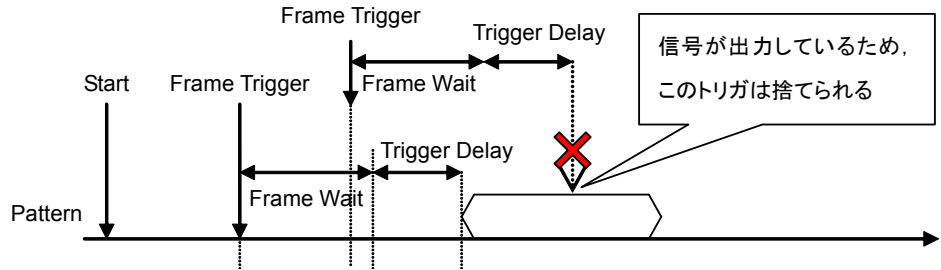 Frame Trigger
Trigger Delay
信号が出力しているため,
このトリガは捨てられる
Start
Frame Trigger
Frame Wait
Trigger Delay
Frame Wait
Pattern